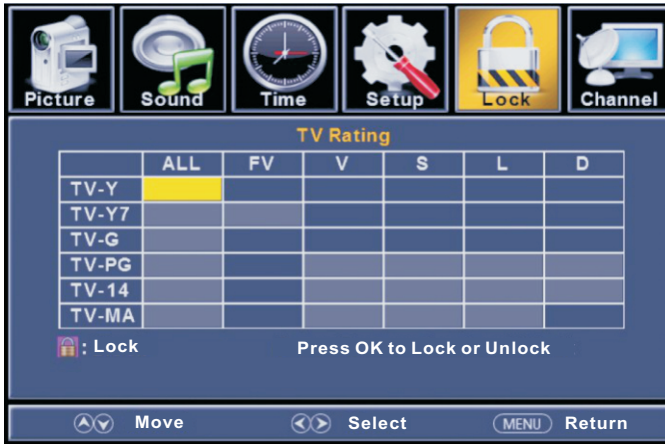 Picture Sound Time Setup Lock Channel
TV Rating
ALL FV V S L D
TV-Y
TV-Y7
TV-G
TV-PG
TV-14
TV-MA
: Lock Press OK to Lock or Unlock
Move Select MENU Return